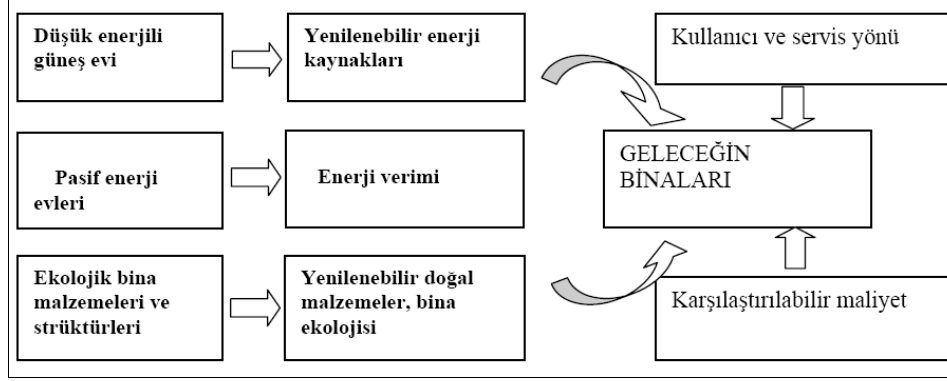 Düşük enerjili
güneş evi
Yenilenebilir enerji
kaynakları
Kullanıcı ve servis yönü
Pasif enerji
evleri
Enerji verimi
GELECEĞİN
BİNALARI
Ekolojik bina
malzemeleri ve
strüktürleri
Yenilenebilir doğal
malzemeler, bina
ekolojisi
Karşılaştırılabilir maliyet